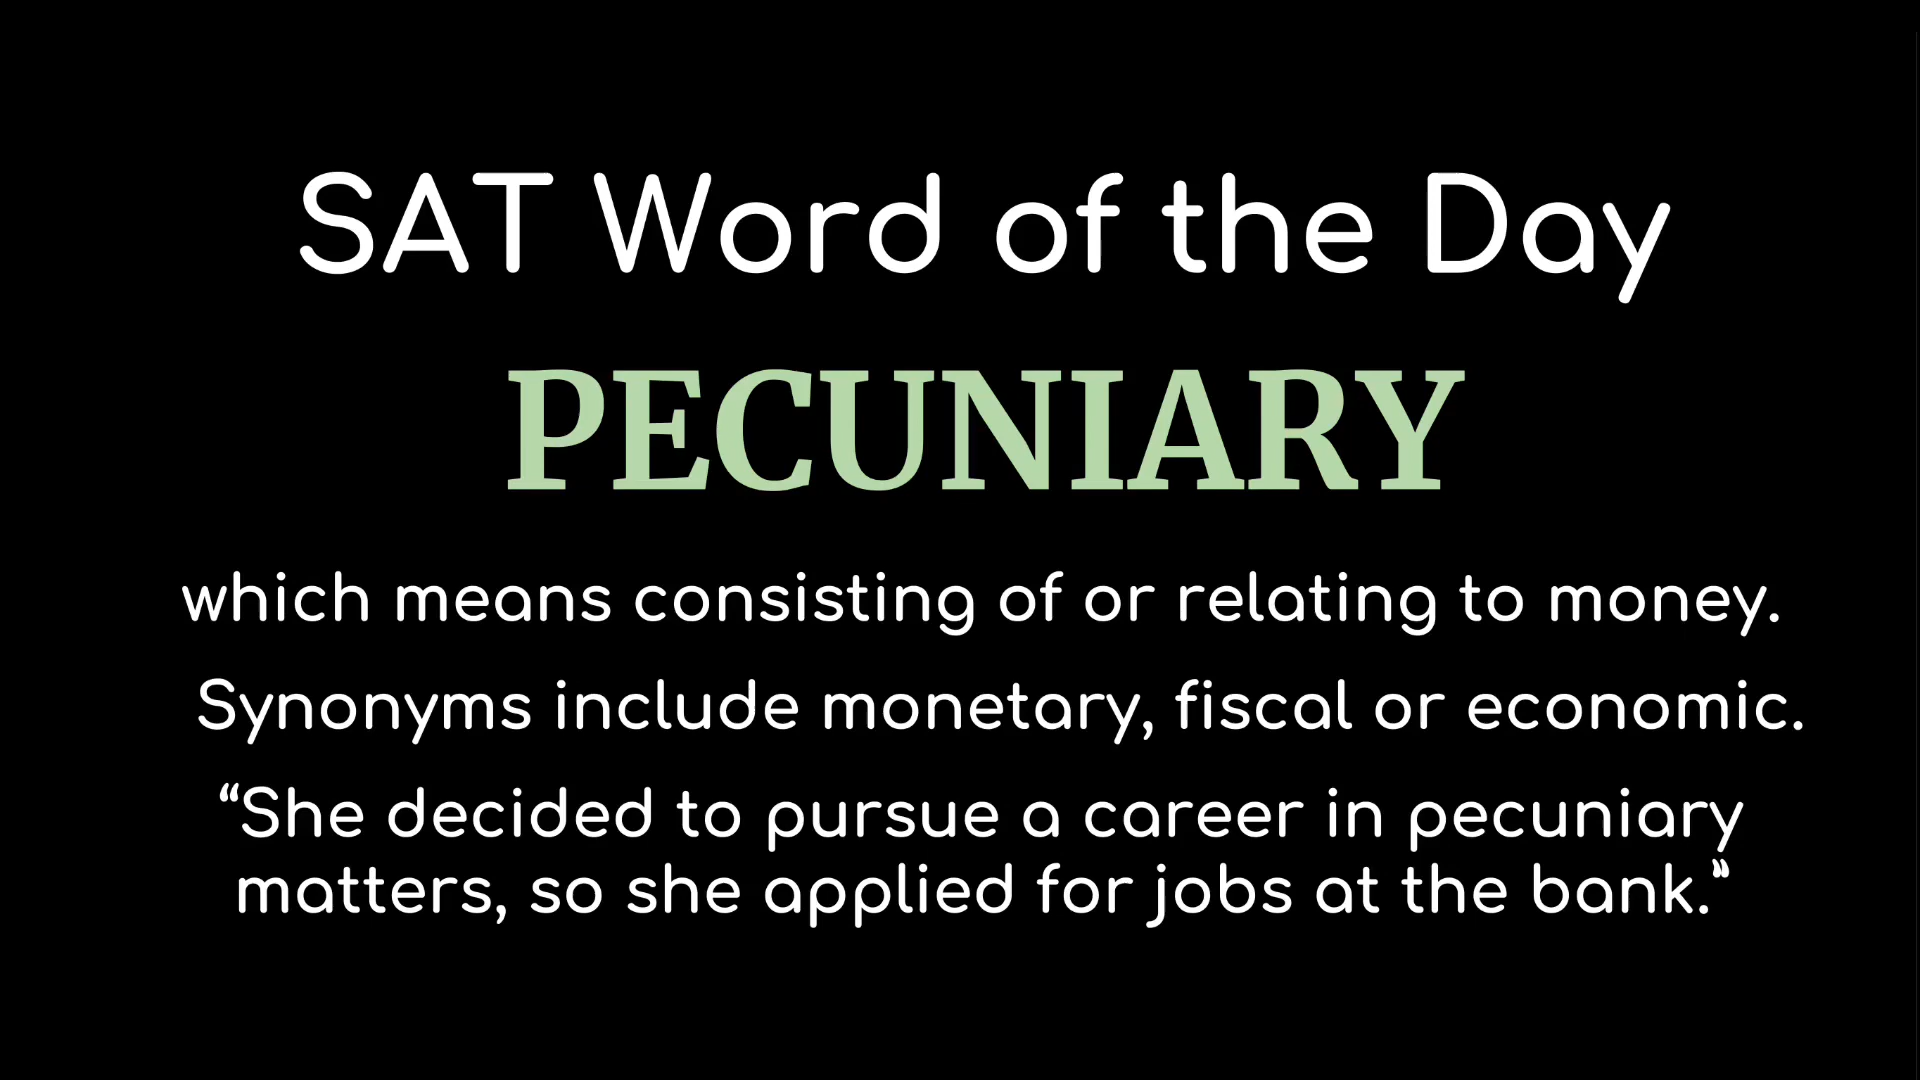 SAT Word of the Day
PECUNIARY
which means consisting of or relating to money.
Synonyms include monetary, fiscal or economic.
“She decided to pursue a career in pecuniary
matters, so she applied for jobs at the bank.”